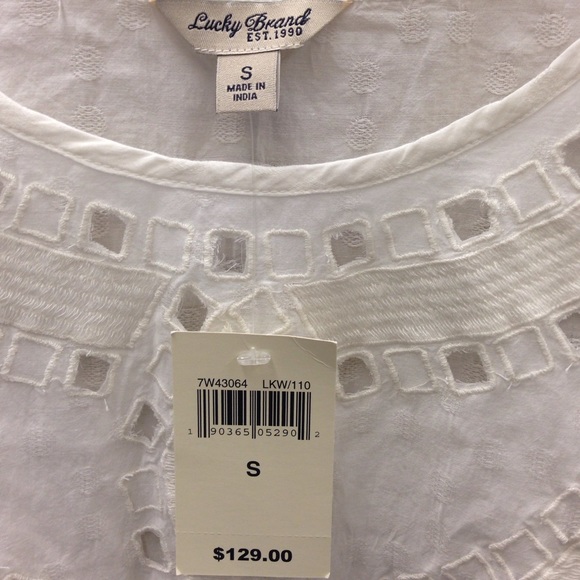 Lucky Brand
EST.1990
S
MADE IN
INDIA
7W43064 LKW/110
1 90365 05290 2
S
$129.00